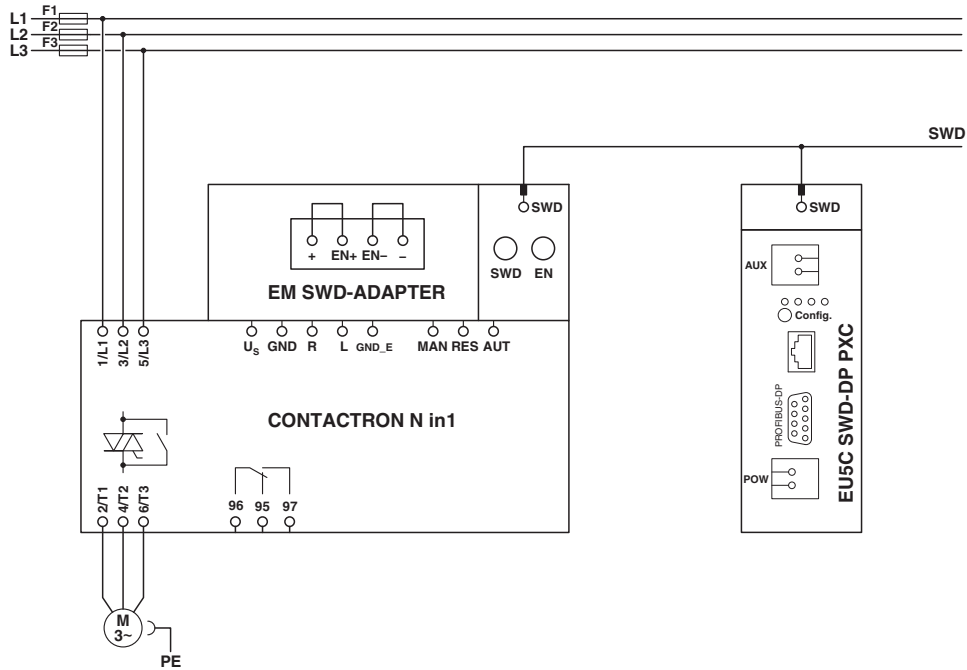 F1
L1
F2
L2
F3
L3
SWD
SWD
SWD
+ EN+ EN– –
SWD EN
EM SWD-ADAPTER
AUX
Config.
1/L1 3/L2 5/L3
US GND R L GND_E MAN RES AUT
CONTACTRON N in1
PROFIBUS-DP
EU5C SWD-DP PXC
POW
2/T1 4/T2 6/T3
96 95 97
M
3~
PE